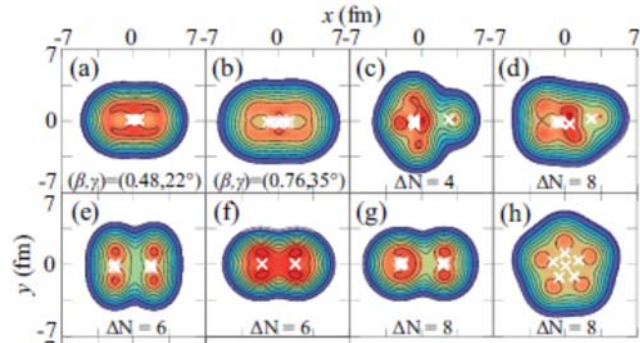 x (fm)
-7 0 7-7 0 7-7 0 7-7 0 7
7
(a) (b) (c) (d)
0
(β,γ)=(0.48,22°) (β,γ)=(0.76,35°) ΔN = 4 ΔN = 8
-7
7
(e) (f) (g) (h)
y (fm)
0
ΔN = 6 ΔN = 6 ΔN = 8 ΔN = 8
-7